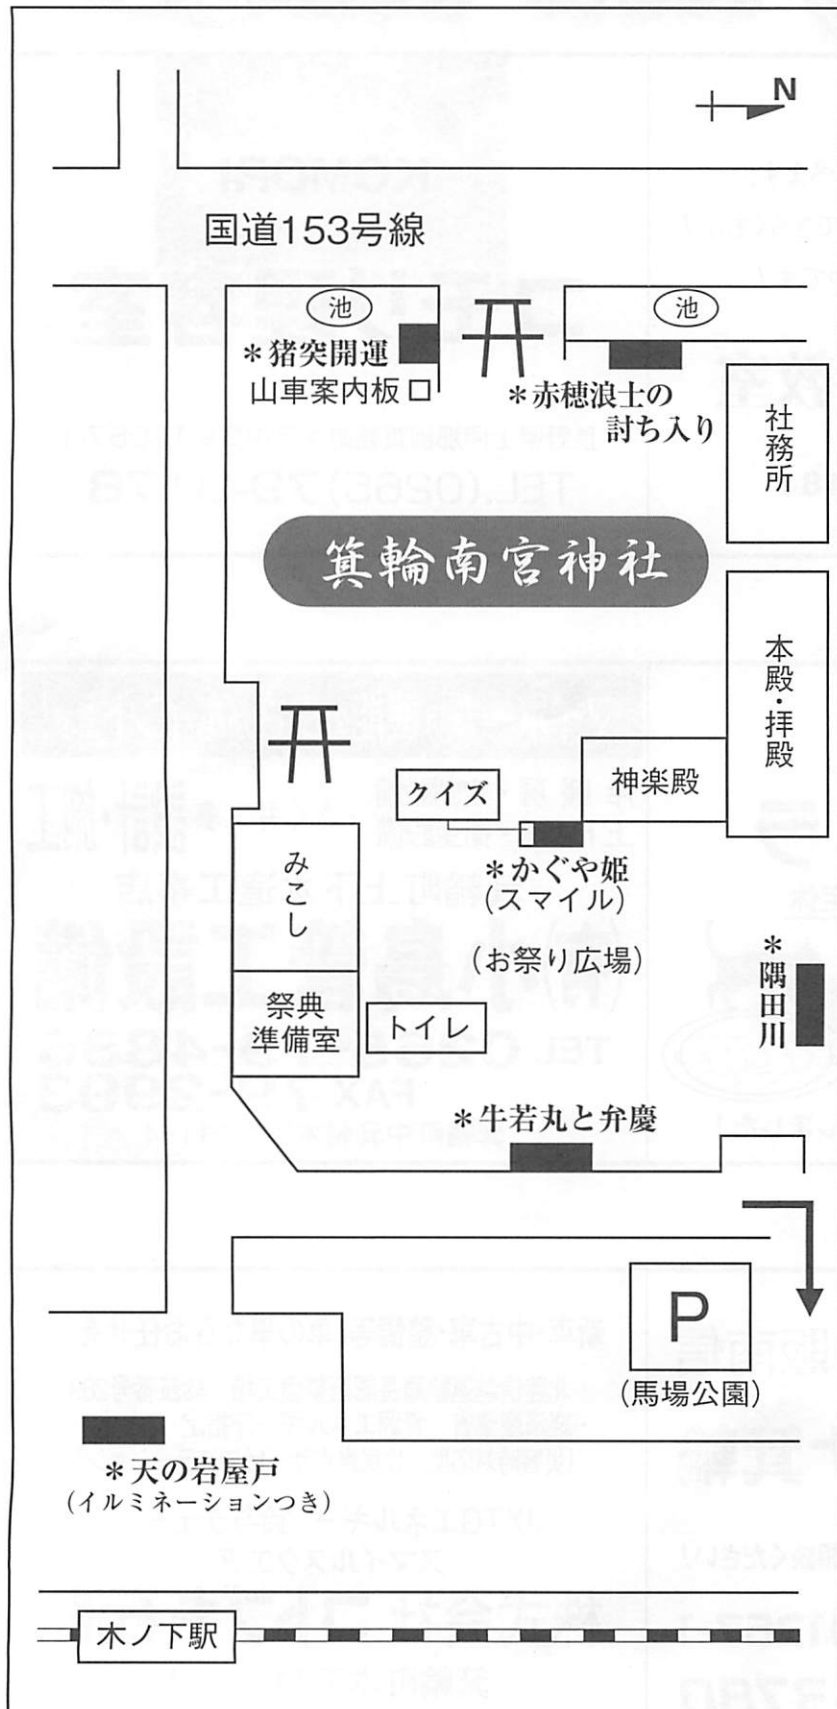 N
国道153号線
池
池
＊猪突開運
山車案内板
＊赤穂浪士の
討ち入り
社務所
箕輪南宮神社
本殿・拝殿
神楽殿
クイズ
みこし
＊かぐや姫
(スマイル)
(お祭り広場)
＊隅田川
祭典
準備室
トイレ
＊牛若丸と弁慶
P
(馬場公園)
＊天の岩屋戸
(イルミネーションつき)
木ノ下駅